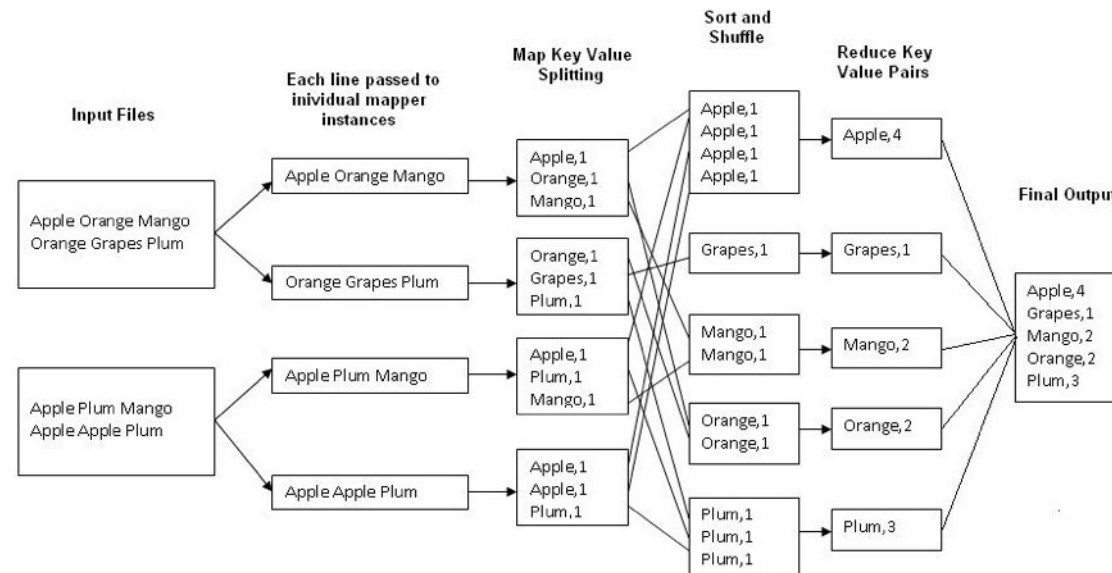 Input Files
Each line passed to
inividual mapper
instances
Map Key Value
Splitting
Sort and
Shuffle
Reduce Key
Value Pairs
Final Output
Apple Orange Mango
Orange Grapes Plum
Apple Plum Mango
Apple Apple Plum
Apple Orange Mango
Orange Grapes Plum
Apple Plum Mango
Apple Apple Plum
Apple,1
Orange,1
Mango,1
Orange,1
Grapes,1
Plum,1
Apple,1
Plum,1
Mango,1
Apple,1
Apple,1
Plum,1
Apple,1
Apple,1
Apple,1
Apple,1
Grapes,1
Mango,1
Mango,1
Orange,1
Orange,1
Plum,1
Plum,1
Plum,1
Apple,4
Grapes,1
Mango,2
Orange,2
Plum,3
Apple,4
Grapes,1
Mango,2
Orange,2
Plum,3